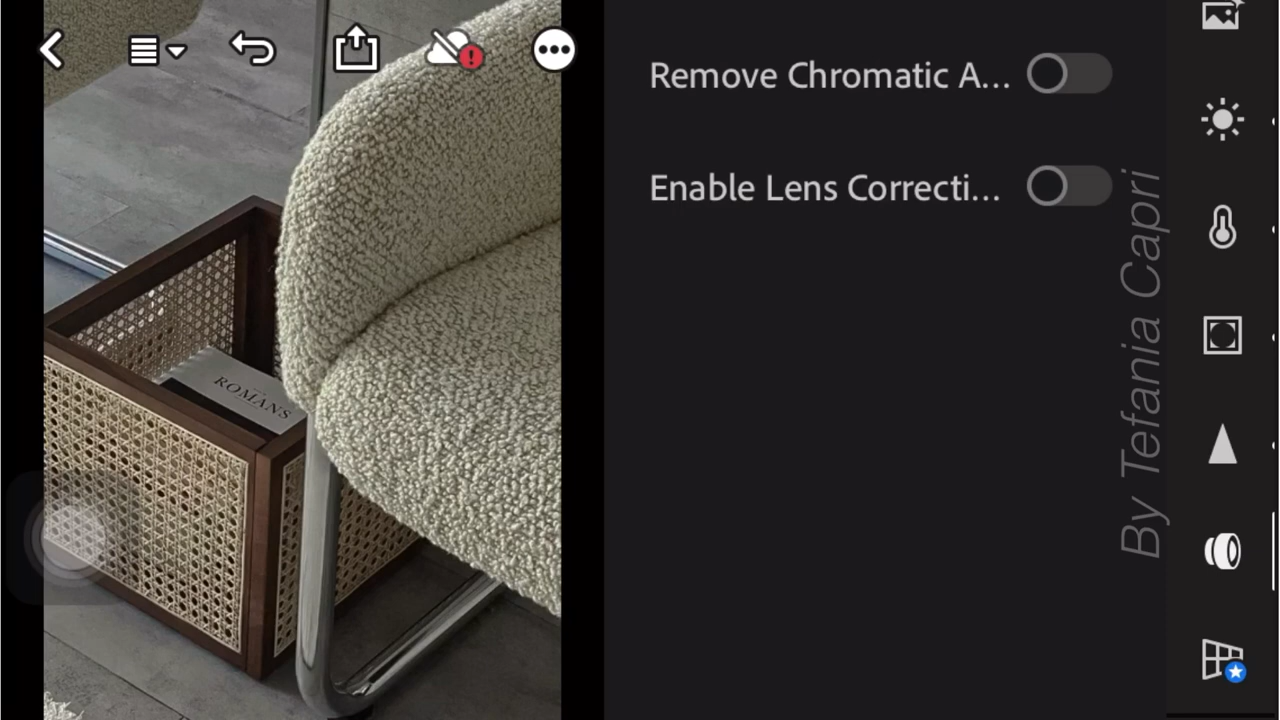 Remove Chromatic A...
Enable Lens Correcti...
By Tefania Capri
ROMANS